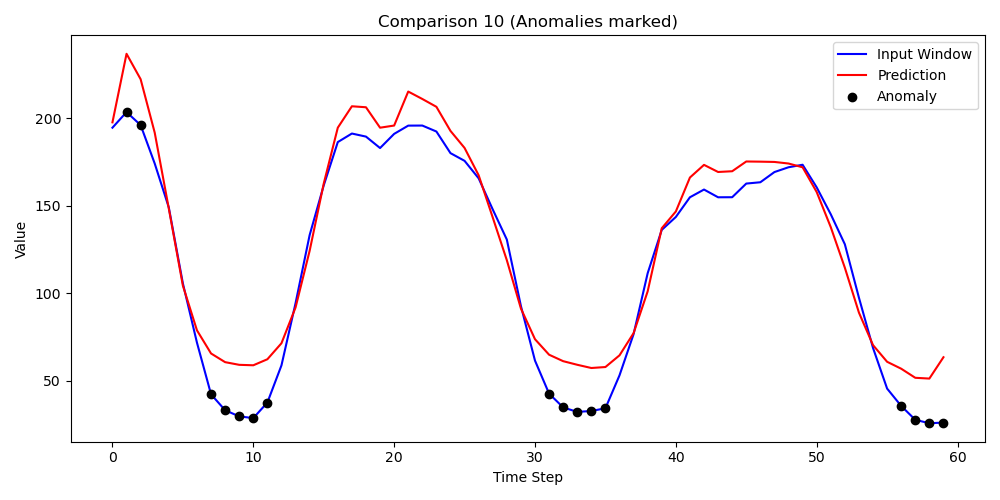 Comparison 10 (Anomalies marked)
Input Window
Prediction
Anomaly
Value
200
150
100
50
0 10 20 30 40 50 60
Time Step